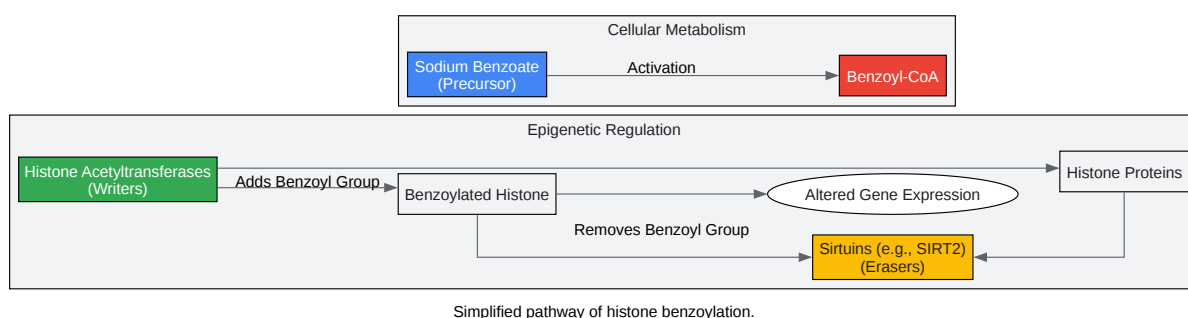 Cellular Metabolism
Sodium Benzoate
(Precursor)
Activation
Benzoyl-CoA
Epigenetic Regulation
Histone Acetyltransferases
(Writers)
Adds Benzoyl Group
Benzoylated Histone
Altered Gene Expression
Histone Proteins
Removes Benzoyl Group
Sirtuins (e.g., SIRT2)
(Erasers)
Simplified pathway of histone benzoylation.